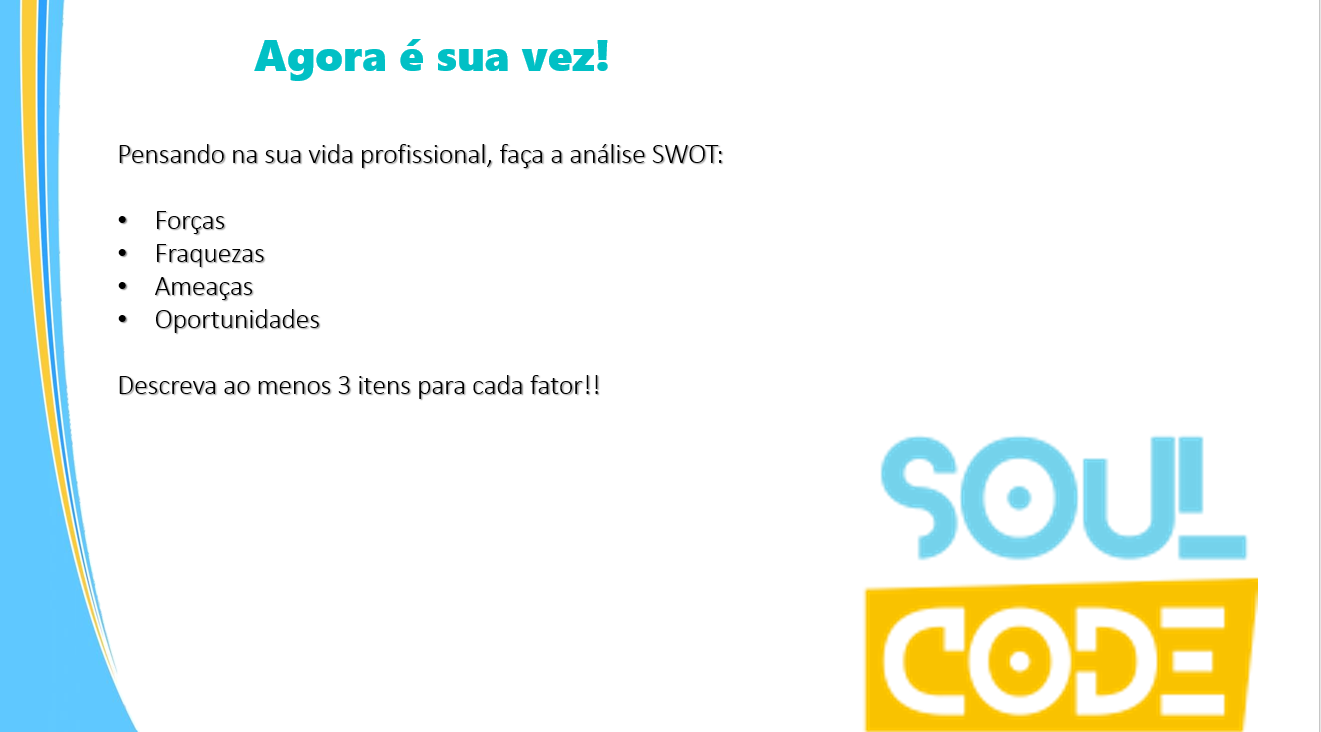 Agora é sua vez!
Pensando na sua vida profissional, faça a análise SWOT:
• Forças
• Fraquezas
• Ameaças
• Oportunidades
Descreva ao menos 3 itens para cada fator!!
SOUL
CODE